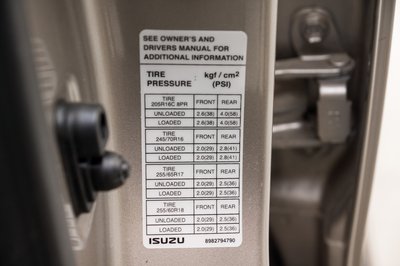 SEE OWNER'S AND
DRIVERS MANUAL FOR
ADDITIONAL INFORMATION
TIRE PRESSURE kgf / cm2 (PSI)
TIRE 205R16C 8PR FRONT REAR
UNLOADED 2.6(38) 4.0(58)
LOADED 2.6(38) 4.0(58)
TIRE 245/70R16 FRONT REAR
UNLOADED 2.0(29) 2.8(41)
LOADED 2.0(29) 2.8(41)
TIRE 255/65R17 FRONT REAR
UNLOADED 2.0(29) 2.5(36)
LOADED 2.0(29) 2.5(36)
TIRE 255/60R18 FRONT REAR
UNLOADED 2.0(29) 2.5(36)
LOADED 2.0(29) 2.5(36)
ISUZU 8982794790